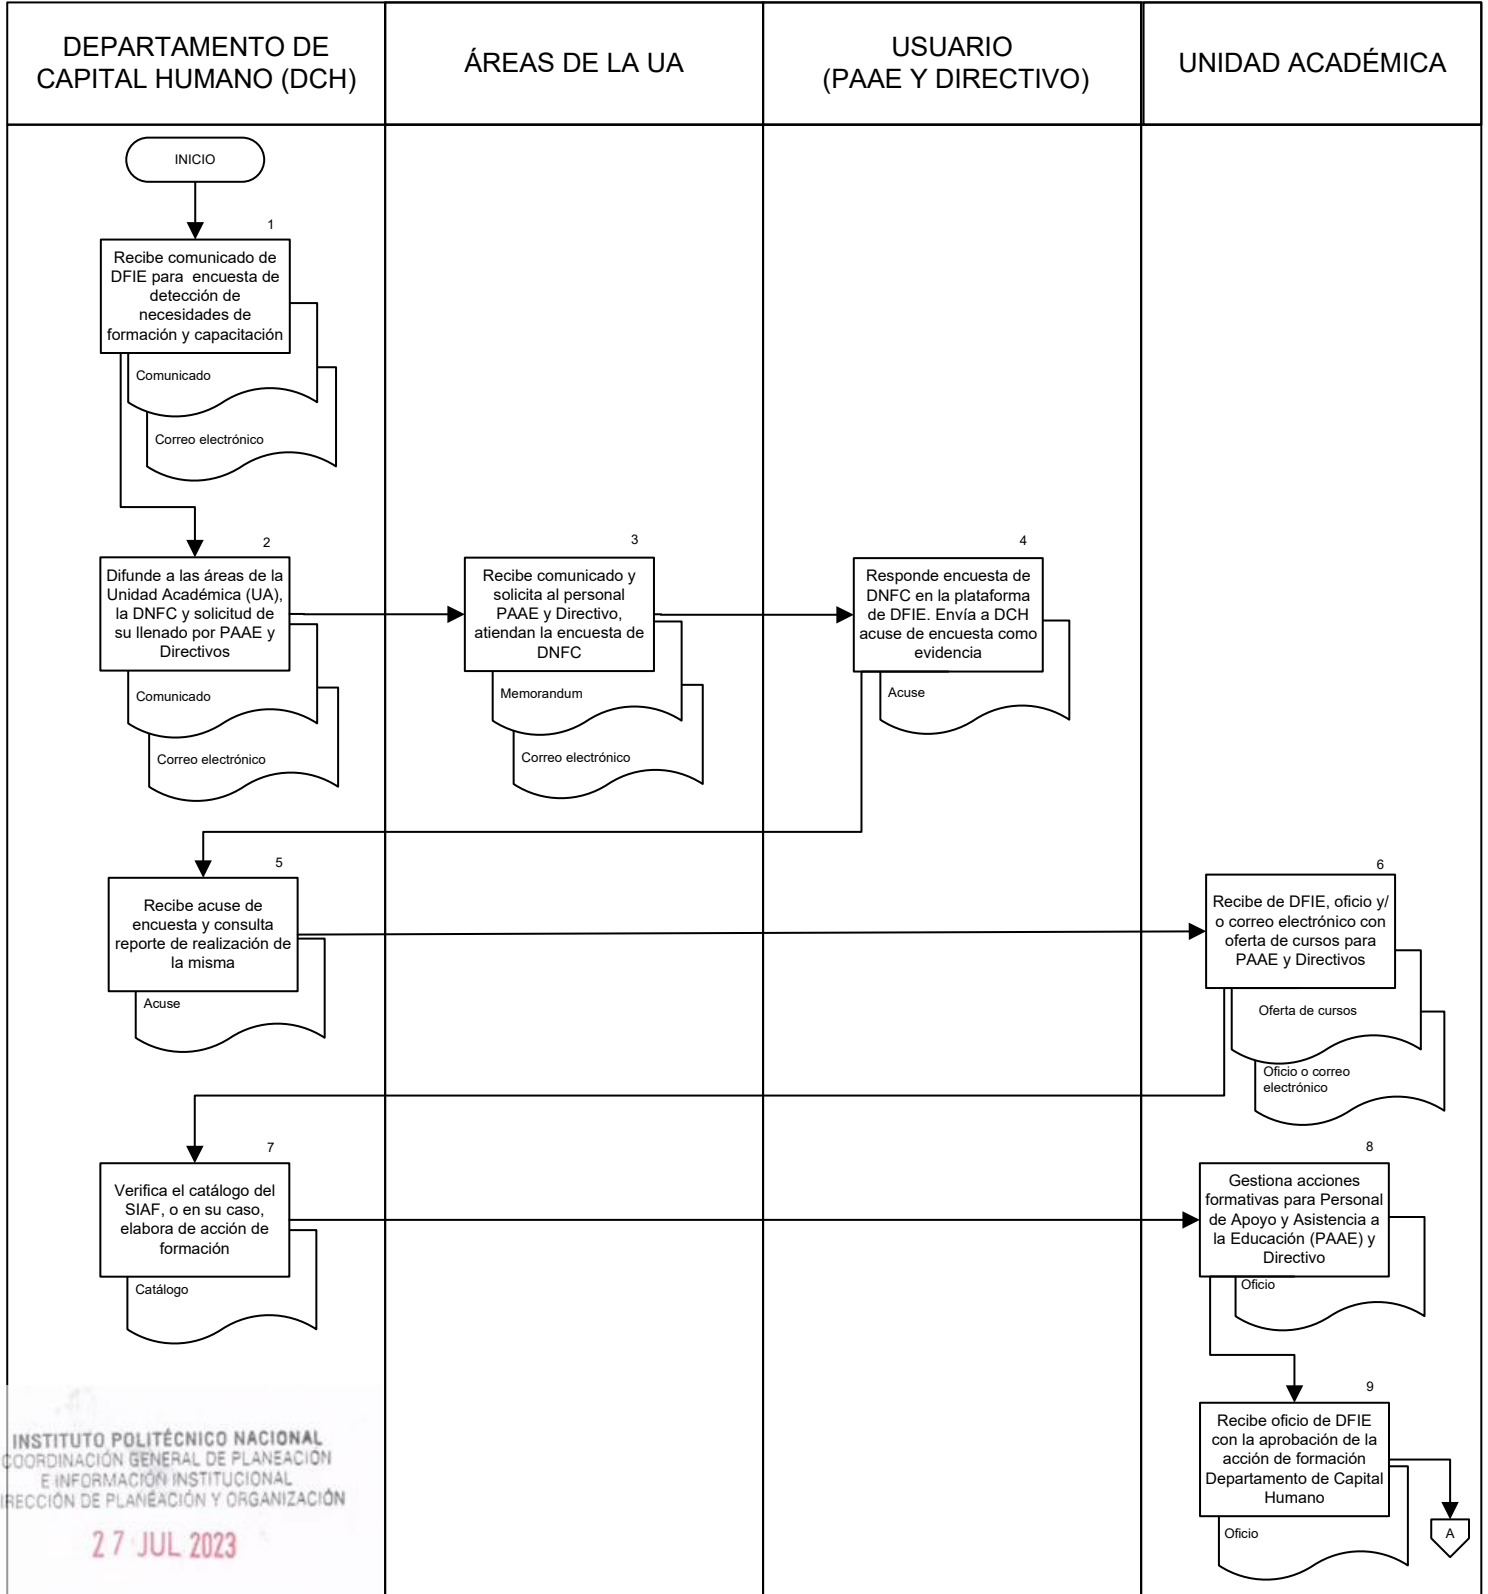 DEPARTAMENTO DE
CAPITAL HUMANO (DCH)
ÁREAS DE LA UA
USUARIO
(PAAE Y DIRECTIVO)
UNIDAD ACADÉMICA
INICIO
1
Recibe comunicado de
DFIE para encuesta de
detección de
necesidades de
formación y capacitación
Comunicado
Correo electrónico
2
Difunde a las áreas de la
Unidad Académica (UA),
la DNFC y solicitud de
su llenado por PAAE y
Directivos
Comunicado
Correo electrónico
3
Recibe comunicado y
solicita al personal
PAAE y Directivo,
atiendan la encuesta de
DNFC
Memorandum
Correo electrónico
4
Responde encuesta de
DNFC en la plataforma
de DFIE. Envía a DCH
acuse de encuesta como
evidencia
Acuse
5
Recibe acuse de
encuesta y consulta
reporte de realización de
la misma
Acuse
6
Recibe de DFIE, oficio y/
o correo electrónico con
oferta de cursos para
PAAE y Directivos
Oferta de cursos
Oficio o correo
electrónico
7
Verifica el catálogo del
SIAF, o en su caso,
elabora de acción de
formación
Catálogo
8
Gestiona acciones
formativas para Personal
de Apoyo y Asistencia a
la Educación (PAAE) y
Directivo
Oficio
9
Recibe oficio de DFIE
con la aprobación de la
acción de formación
Departamento de Capital
Humano
Oficio
A
INSTITUTO POLITÉCNICO NACIONAL
COORDINACIÓN GENERAL DE PLANEACIÓN
E INFORMACIÓN INSTITUCIONAL
IRECCIÓN DE PLANEACIÓN Y ORGANIZACIÓN
27 JUL 2023